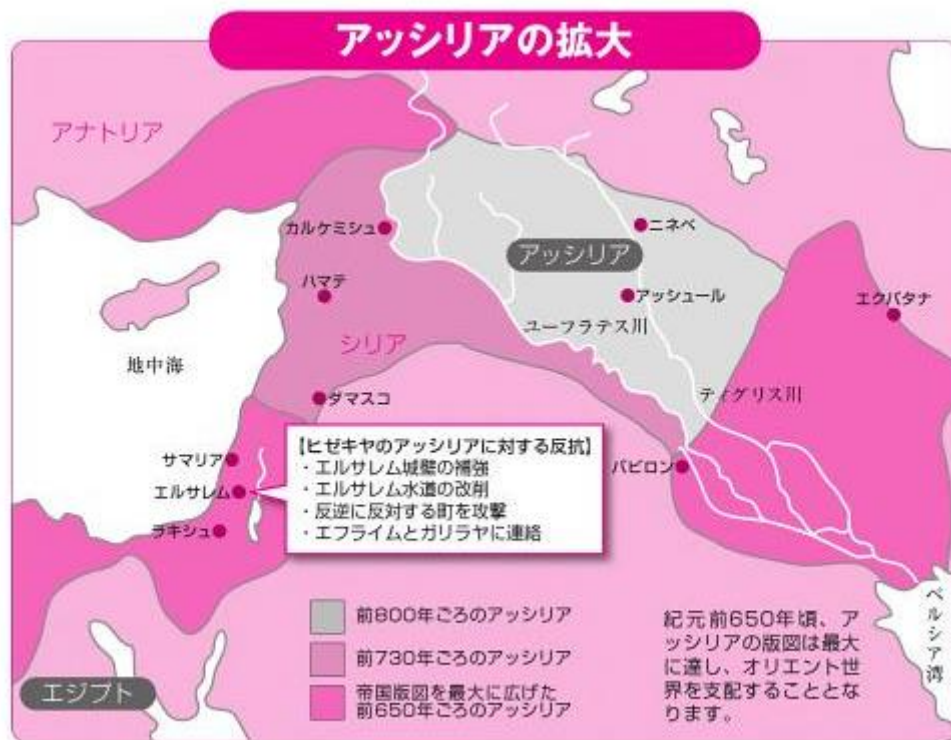 アッシリアの拡大
アナトリア
カルケミシュ
ニネベ
アッシリア
ハマテ
アッシュール
エクバタナ
ユーフラテス川
シリア
地中海
ティグリス川
ダマスコ
【ヒゼキヤのアッシリアに対する反抗】
・エルサレム城壁の補強
・エルサレム水道の改削
・反逆に反対する町を攻撃
・エフライムとガリラヤに連絡
サマリア
エルサレム
ラキシュ
バビロン
前800年ごろのアッシリア
前730年ごろのアッシリア
帝国版図を最大に広げた
前650年ごろのアッシリア
紀元前650年頃、ア
ッシリアの版図は最大
に達し、オリエント世
界を支配することとな
ります。
ペルシア湾
エジプト